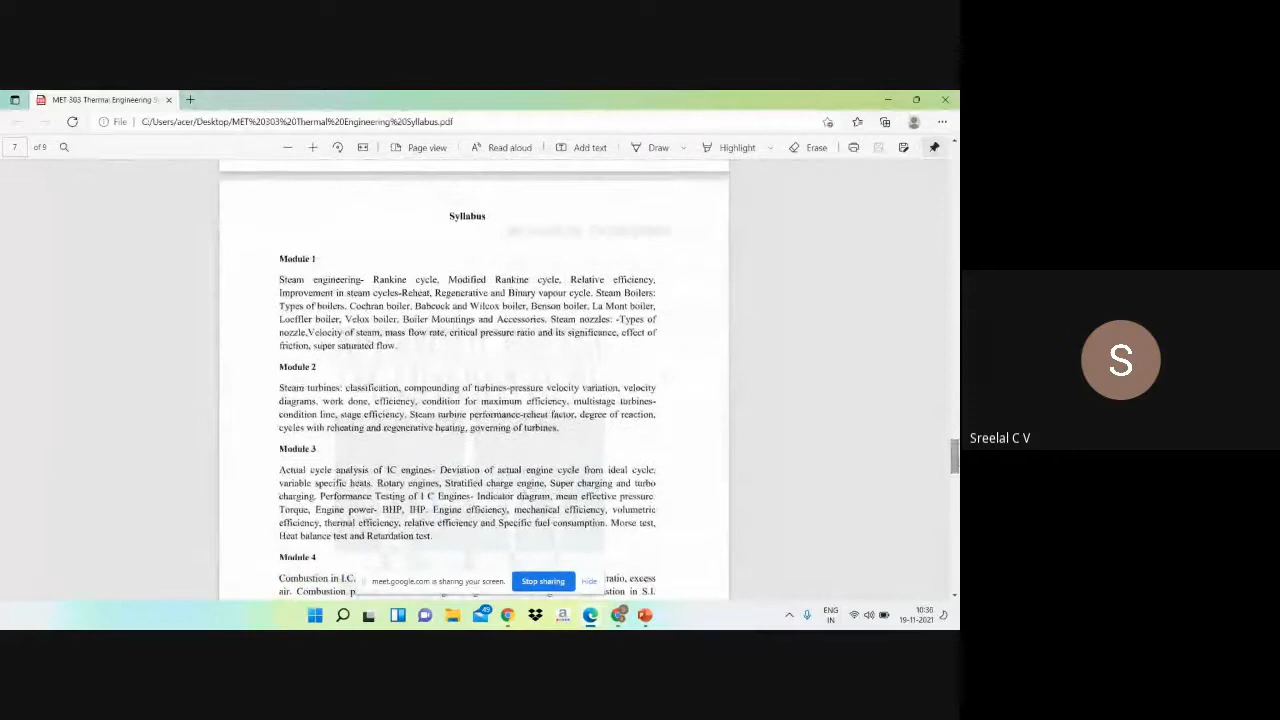 MET 303 Thermal Engineering S
File
C:/Users/acer/Desktop/MET%20303%20Thermal%20Engineering%20Syllabus.pdf
7 of 9
Page view
Read aloud
Add text
Draw
Highlight
Erase
Syllabus
Module 1
Steam engineering- Rankine cycle, Modified Rankine cycle, Relative efficiency,
Improvement in steam cycles-Reheat, Regenerative and Binary vapour cycle. Steam Boilers:
Types of boilers, Cochran boiler, Babcock and Wilcox boiler, Benson boiler, La Mont boiler,
Loeffler boiler, Velox boiler, Boiler Mountings and Accessories. Steam nozzles: -Types of
nozzle,Velocity of steam, mass flow rate, critical pressure ratio and its significance, effect of
friction, super saturated flow.
Module 2
Steam turbines: classification, compounding of turbines-pressure velocity variation, velocity
diagrams, work done, efficiency, condition for maximum efficiency, multistage turbines-
condition line, stage efficiency. Steam turbine performance-reheat factor, degree of reaction,
cycles with reheating and regenerative heating, governing of turbines.
Module 3
Actual cycle analysis of IC engines- Deviation of actual engine cycle from ideal cycle,
variable specific heats. Rotary engines, Stratified charge engine, Super charging and turbo
charging. Performance Testing of I C Engines- Indicator diagram, mean effective pressure.
Torque, Engine power- BHP, IHP. Engine efficiency, mechanical efficiency, volumetric
efficiency, thermal efficiency, relative efficiency and Specific fuel consumption. Morse test,
Heat balance test and Retardation test.
Module 4
Combustion in I.C. ratio, excess
air. Combustion p stion in S.I.
meet.google.com is sharing your screen.
Stop sharing
Hide
49
a
ENG
IN
10:36
19-11-2021
S
Sreelal C V